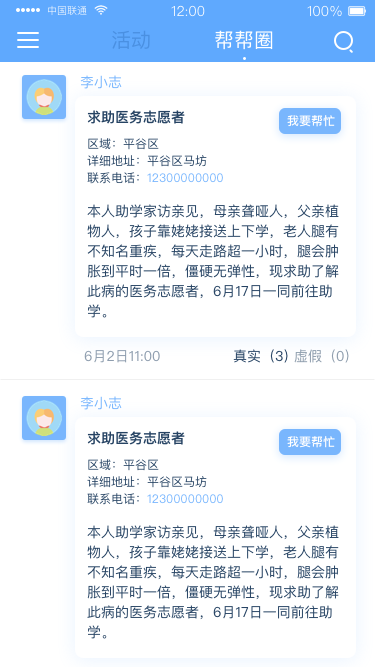 中国联通 12:00 100%
活动 帮帮圈
李小志
求助医务志愿者 我要帮忙
区域：平谷区
详细地址：平谷区马坊
联系电话：12300000000
本人助学家访亲见，母亲聋哑人，父亲植
物人，孩子靠姥姥接送上下学，老人腿有
不知名重疾，每天走路超一小时，腿会肿
胀到平时一倍，僵硬无弹性，现求助了解
此病的医务志愿者，6月17日一同前往助
学。
6月2日11:00 真实（3）虚假（0）
李小志
求助医务志愿者 我要帮忙
区域：平谷区
详细地址：平谷区马坊
联系电话：12300000000
本人助学家访亲见，母亲聋哑人，父亲植
物人，孩子靠姥姥接送上下学，老人腿有
不知名重疾，每天走路超一小时，腿会肿
胀到平时一倍，僵硬无弹性，现求助了解
此病的医务志愿者，6月17日一同前往助
学。